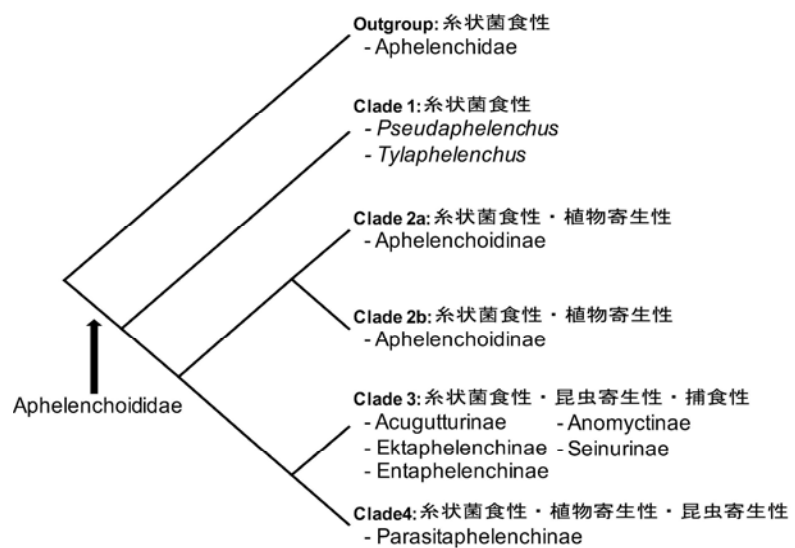 Outgroup: 糸状菌食性
- Aphelenchidae
Clade 1: 糸状菌食性
- Pseudaphelenchus
- Tylaphelenchus
Clade 2a: 糸状菌食性・植物寄生性
- Aphelenchoidinae
Clade 2b: 糸状菌食性・植物寄生性
- Aphelenchoidinae
Aphelenchoididae
Clade 3: 糸状菌食性・昆虫寄生性・捕食性
- Acugutturinae - Anomyctinae
- Ektaphelenchinae - Seinurinae
- Entaphelenchinae
Clade4: 糸状菌食性・植物寄生性・昆虫寄生性
- Parasitaphelenchinae